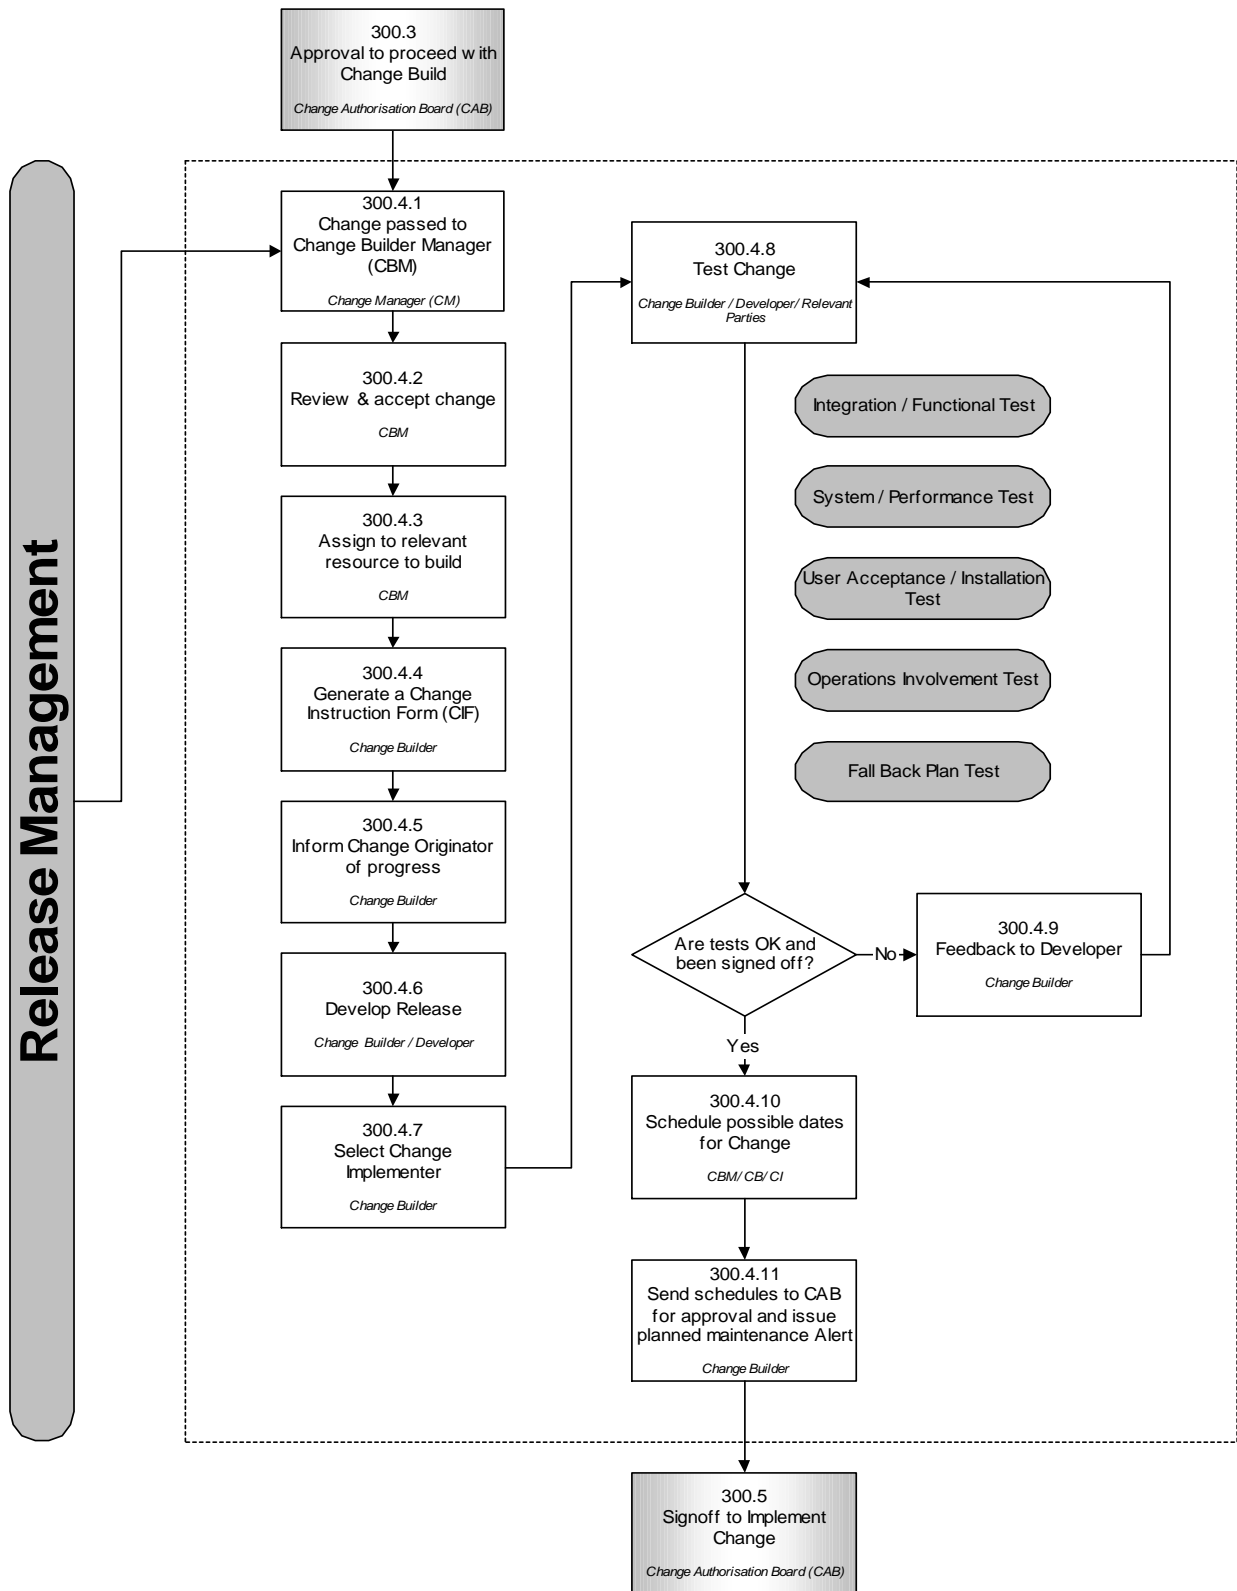 300.3
Approval to proceed with
Change Build
Change Authorisation Board (CAB)
Release Management
300.4.1
Change passed to
Change Builder Manager
(CBM)
Change Manager (CM)
300.4.2
Review & accept change
CBM
300.4.3
Assign to relevant
resource to build
CBM
300.4.4
Generate a Change
Instruction Form (CIF)
Change Builder
300.4.5
Inform Change Originator
of progress
Change Builder
300.4.6
Develop Release
Change Builder / Developer
300.4.7
Select Change
Implementer
Change Builder
300.4.8
Test Change
Change Builder / Developer/ Relevant
Parties
Integration / Functional Test
System / Performance Test
User Acceptance / Installation
Test
Operations Involvement Test
Fall Back Plan Test
Are tests OK and
been signed off?
No
300.4.9
Feedback to Developer
Change Builder
Yes
300.4.10
Schedule possible dates
for Change
CBM/ CB/ CI
300.4.11
Send schedules to CAB
for approval and issue
planned maintenance Alert
Change Builder
300.5
Signoff to Implement
Change
Change Authorisation Board (CAB)